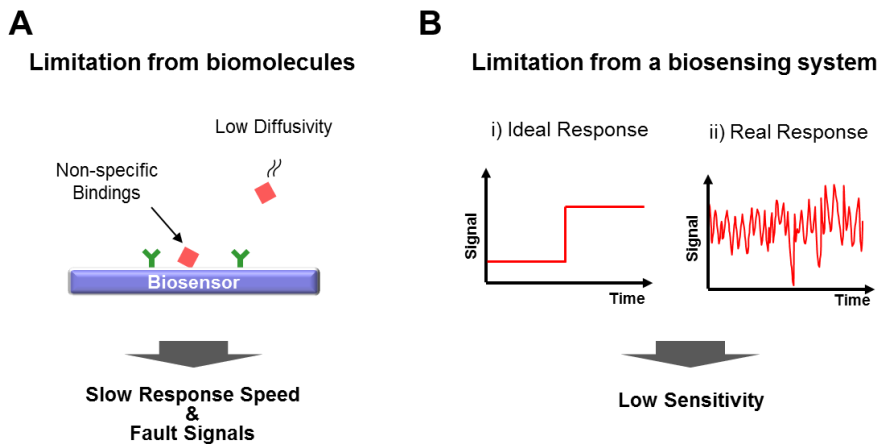 A
Limitation from biomolecules
Low Diffusivity
Non-specific
Bindings
Biosensor
Slow Response Speed
&
Fault Signals
B
Limitation from a biosensing system
i) Ideal Response
Signal
Time
ii) Real Response
Signal
Time
Low Sensitivity